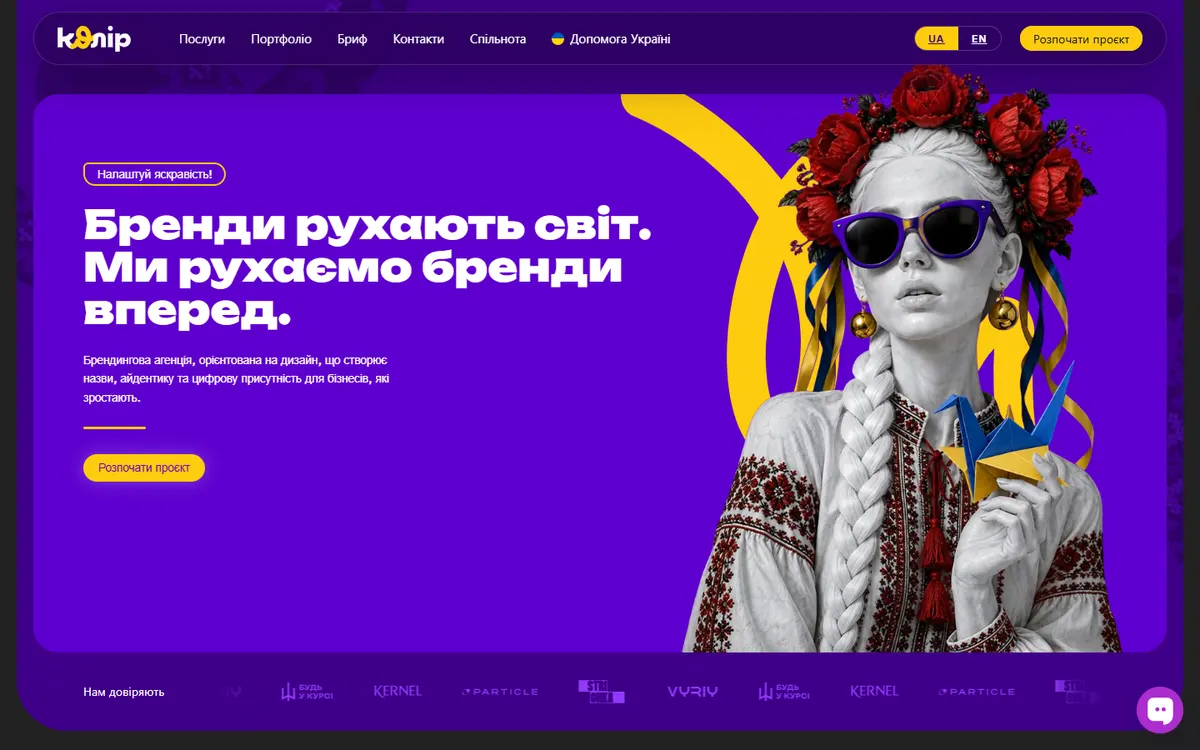 колір
Послуги
Портфоліо
Бриф
Контакти
Спільнота
Допомога Україні
UA
EN
Розпочати проєкт
Налаштуй яскравість!
Бренди рухають світ.
Ми рухаємо бренди
вперед.
Брендингова агенція, орієнтована на дизайн, що створює
назви, айдентику та цифрову присутність для бізнесів, які
зростають.
Розпочати проєкт
Нам довіряють
БУДЬ
У КУРСІ
KERNEL
PARTICLE
VYRIY
БУДЬ
У КУРСІ
KERNEL
PARTICLE